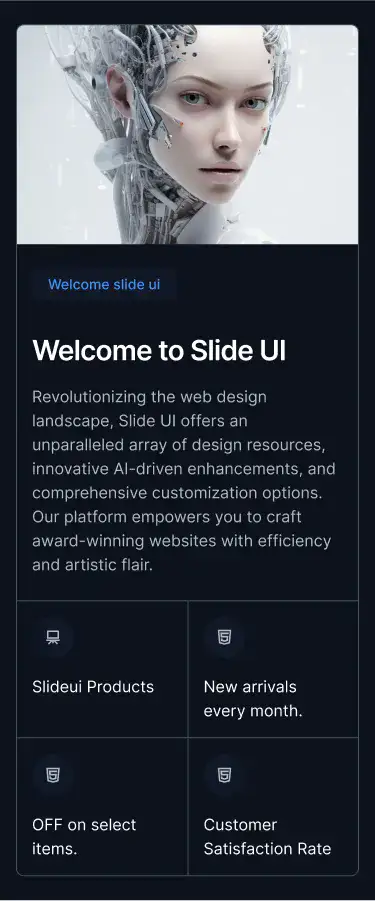 Welcome slide ui
Welcome to Slide UI
Revolutionizing the web design
landscape, Slide UI offers an
unparalleled array of design resources,
innovative AI-driven enhancements, and
comprehensive customization options.
Our platform empowers you to craft
award-winning websites with efficiency
and artistic flair.
Slideui Products
New arrivals
every month.
OFF on select
items.
Customer
Satisfaction Rate